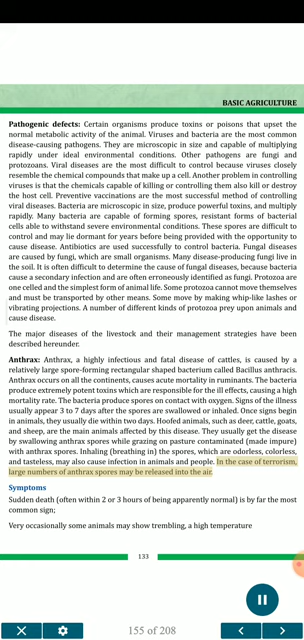 BASIC AGRICULTURE
Pathogenic defects: Certain organisms produce toxins or poisons that upset the
normal metabolic activity of the animal. Viruses and bacteria are the most common
disease-causing pathogens. They are microscopic in size and capable of multiplying
rapidly under ideal environmental conditions. Other pathogens are fungi and
protozoans. Viral diseases are the most difficult to control because viruses closely
resemble the chemical compounds that make up a cell. Another problem in controlling
viruses is that the chemicals capable of killing or controlling them also kill or destroy
the host cell. Preventive vaccinations are the most successful method of controlling
viral diseases. Bacteria are microscopic in size, produce powerful toxins, and multiply
rapidly. Many bacteria are capable of forming spores, resistant forms of bacterial
cells able to withstand severe environmental conditions. These spores are difficult to
control and may lie dormant for years before being provided with the opportunity to
cause disease. Antibiotics are used successfully to control bacteria. Fungal diseases
are caused by fungi, which are small organisms. Many disease-producing fungi live in
the soil. It is often difficult to determine the cause of fungal diseases, because bacteria
cause a secondary infection and are often erroneously identified as fungi. Protozoa are
one celled and the simplest form of animal life. Some protozoa cannot move themselves
and must be transported by other means. Some move by making whip-like lashes or
vibrating projections. A number of different kinds of protozoa prey upon animals and
and cause disease.
The major diseases of the livestock and their management strategies have been
described hereunder.
Anthrax: Anthrax, a highly infectious and fatal disease of cattles, is caused by a
relatively large spore-forming rectangular shaped bacterium called Bacillus anthracis.
Anthrax occurs on all the continents, causes acute mortality in ruminants. The bacteria
produce extremely potent toxins which are responsible for the ill effects, causing a high
mortality rate. The bacteria produce spores on contact with oxygen. Signs of the illness
usually appear 3 to 7 days after the spores are swallowed or inhaled.
Once signs begin in animals, they usually die within two days. Hoofed animals, such as deer, cattle, goats,
and sheep, are the main animals affected by this disease. They usually get the disease
by swallowing anthrax spores while grazing on pasture contaminated (made impure)
with anthrax spores. Inhaling (breathing in) the spores, which are odorless, colorless,
and tasteless, may also cause infection in animals and people. In the case of terrorism,
large numbers of anthrax spores may be released into the air.
Symptoms
Sudden death (often within 2 or 3 hours of being apparently normal) is by far the most
common sign;
Very occasionally some animals may show trembling, a high temperature
133
155 of 208